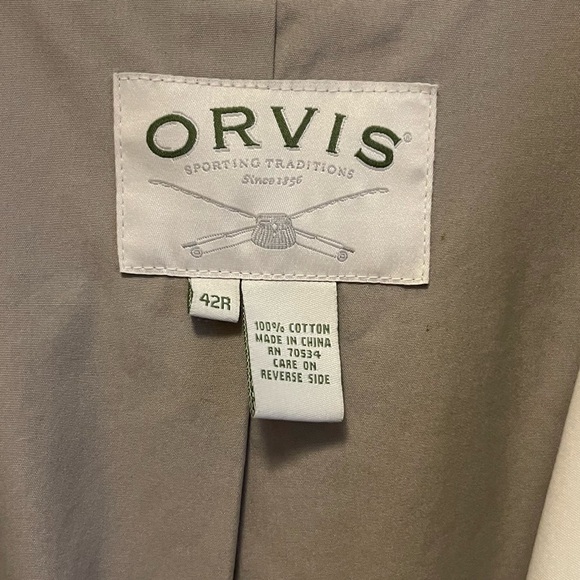 ORVIS®
SPORTING TRADITIONS
Since 1856
42R
100% COTTON
MADE IN CHINA
RN 70534
CARE ON
REVERSE SIDE